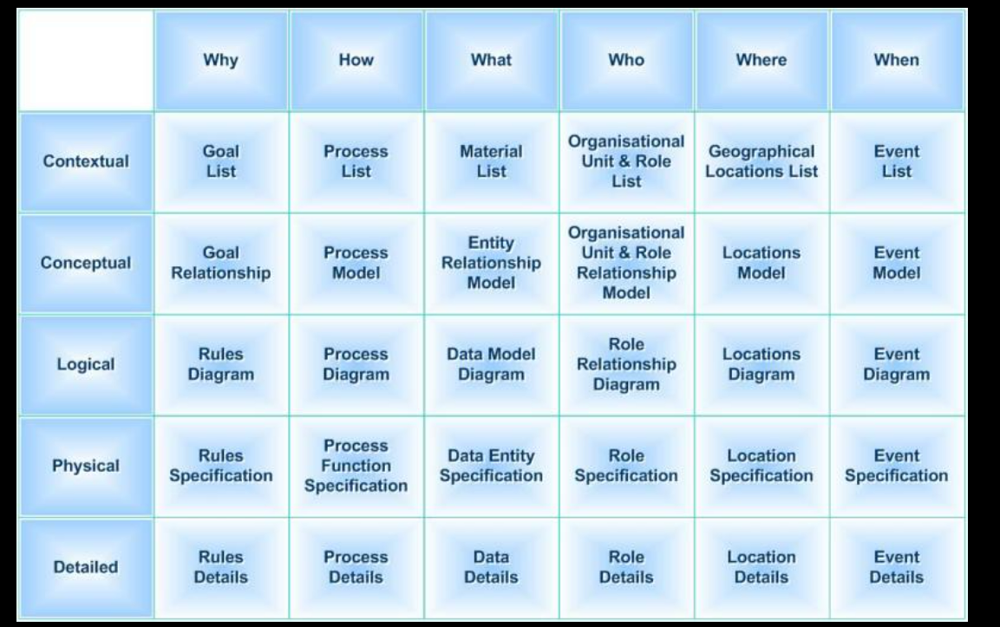 Why How What Who Where When
Contextual
Goal
List
Process
List
Material
List
Organisational
Unit & Role
List
Geographical
Locations List
Event
List
Conceptual
Goal
Relationship
Process
Model
Entity
Relationship
Model
Organisational
Unit & Role
Relationship
Model
Locations
Model
Event
Model
Logical
Rules
Diagram
Process
Diagram
Data Model
Diagram
Role
Relationship
Diagram
Locations
Diagram
Event
Diagram
Physical
Rules
Specification
Process
Function
Specification
Data Entity
Specification
Role
Specification
Location
Specification
Event
Specification
Detailed
Rules
Details
Process
Details
Data
Details
Role
Details
Location
Details
Event
Details